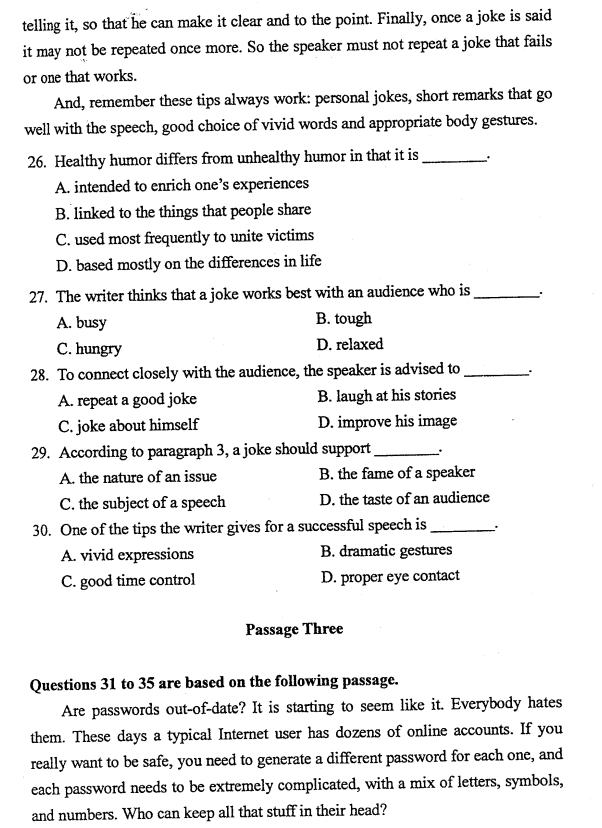 telling it, so that he can make it clear and to the point. Finally, once a joke is said
it may not be repeated once more. So the speaker must not repeat a joke that fails
or one that works.
And, remember these tips always work: personal jokes, short remarks that go
well with the speech, good choice of vivid words and appropriate body gestures.
26. Healthy humor differs from unhealthy humor in that it is ________.
A. intended to enrich one's experiences
B. linked to the things that people share
C. used most frequently to unite victims
D. based mostly on the differences in life
27. The writer thinks that a joke works best with an audience who is ________.
A. busy B. tough
C. hungry D. relaxed
28. To connect closely with the audience, the speaker is advised to ________.
A. repeat a good joke B. laugh at his stories
C. joke about himself D. improve his image
29. According to paragraph 3, a joke should support ________.
A. the nature of an issue B. the fame of a speaker
C. the subject of a speech D. the taste of an audience
30. One of the tips the writer gives for a successful speech is ________.
A. vivid expressions B. dramatic gestures
C. good time control D. proper eye contact
Passage Three
Questions 31 to 35 are based on the following passage.
Are passwords out-of-date? It is starting to seem like it. Everybody hates
them. These days a typical Internet user has dozens of online accounts. If you
really want to be safe, you need to generate a different password for each one, and
each password needs to be extremely complicated, with a mix of letters, symbols,
and numbers. Who can keep all that stuff in their head?